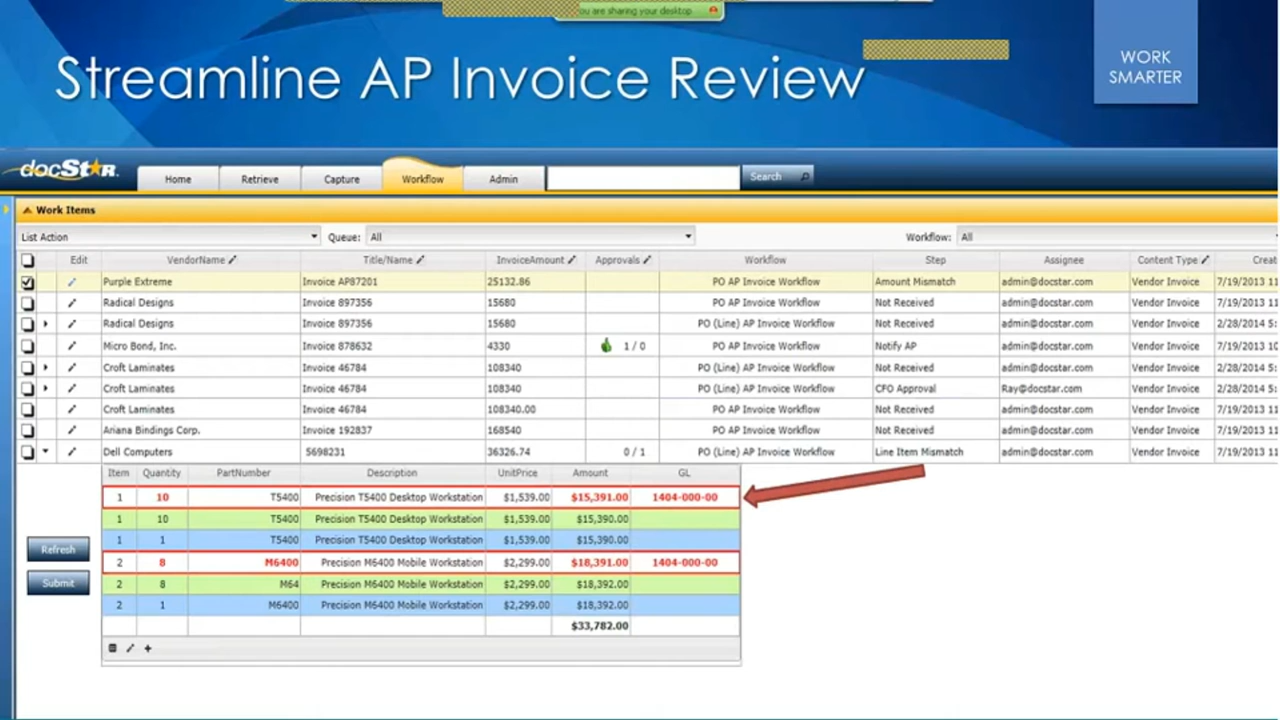 you are sharing your desktop
Streamline AP Invoice Review
WORK
SMARTER
docStar.
Home Retrieve Capture Workflow Admin Search
Work Items
List Action Queue: All Workflow: All
Edit VendorName Title/Name InvoiceAmount Approvals Workflow Step Assignee Content Type Creat
Purple Extreme Invoice AP87201 25132.86 PO AP Invoice Workflow Amount Mismatch admin@docstar.com Vendor Invoice 7/19/2013 11
Radical Designs Invoice 897356 15680 PO AP Invoice Workflow Not Received admin@docstar.com Vendor Invoice 7/19/2013 11
Radical Designs Invoice 897356 15680 PO (Line) AP Invoice Workflow Not Received admin@docstar.com Vendor Invoice 2/28/2014 5:
Micro Bond, Inc. Invoice 878632 4330 1 / 0 PO AP Invoice Workflow Notify AP admin@docstar.com Vendor Invoice 7/19/2013 10
Croft Laminates Invoice 46784 108340 PO (Line) AP Invoice Workflow Not Received admin@docstar.com Vendor Invoice 2/28/2014 5:
Croft Laminates Invoice 46784 108340 PO (Line) AP Invoice Workflow CFO Approval Ray@docstar.com Vendor Invoice 2/28/2014 5:
Croft Laminates Invoice 46784 108340.00 PO AP Invoice Workflow Not Received admin@docstar.com Vendor Invoice 7/19/2013 11
Ariana Bindings Corp. Invoice 192837 168540 PO AP Invoice Workflow Not Received admin@docstar.com Vendor Invoice 7/19/2013 11
Dell Computers 5698231 36326.74 0 / 1 PO (Line) AP Invoice Workflow Line Item Mismatch admin@docstar.com Vendor Invoice 7/19/2013 11
Item Quantity PartNumber Description UnitPrice Amount GL
1 10 T5400 Precision T5400 Desktop Workstation $1,539.00 $15,391.00 1404-000-00
1 10 T5400 Precision T5400 Desktop Workstation $1,539.00 $15,390.00
1 1 T5400 Precision T5400 Desktop Workstation $1,539.00 $15,390.00
2 8 M6400 Precision M6400 Mobile Workstation $2,299.00 $18,391.00 1404-000-00
2 8 M64 Precision M6400 Mobile Workstation $2,299.00 $18,392.00
2 1 M6400 Precision M6400 Mobile Workstation $2,299.00 $18,392.00
$33,782.00
Refresh
Submit